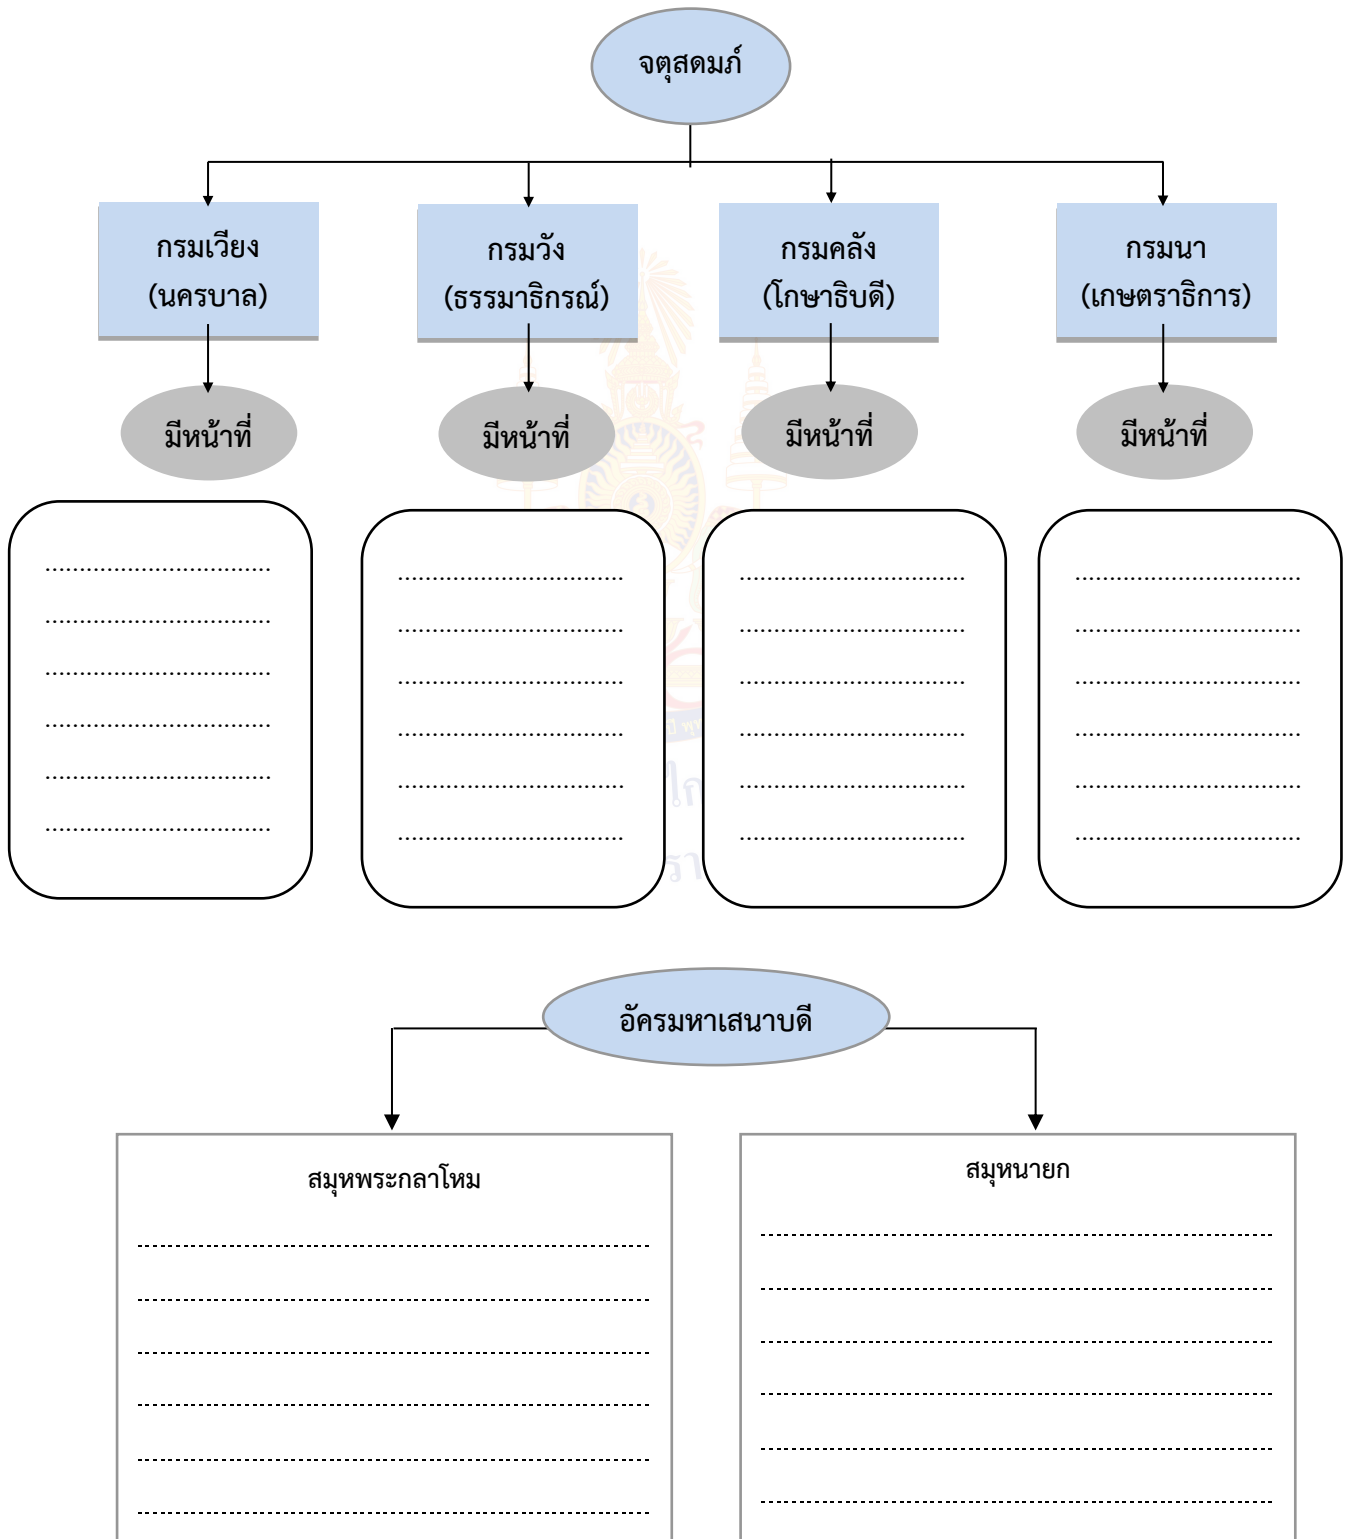 จตุสดมภ์
กรมเวียง
(นครบาล)
กรมวัง
(ธรรมาธิกรณ์)
กรมคลัง
(โกษาธิบดี)
กรมนา
(เกษตราธิการ)
มีหน้าที่
มีหน้าที่
มีหน้าที่
มีหน้าที่
อัครมหาเสนาบดี
สมุหพระกลาโหม
สมุหนายก